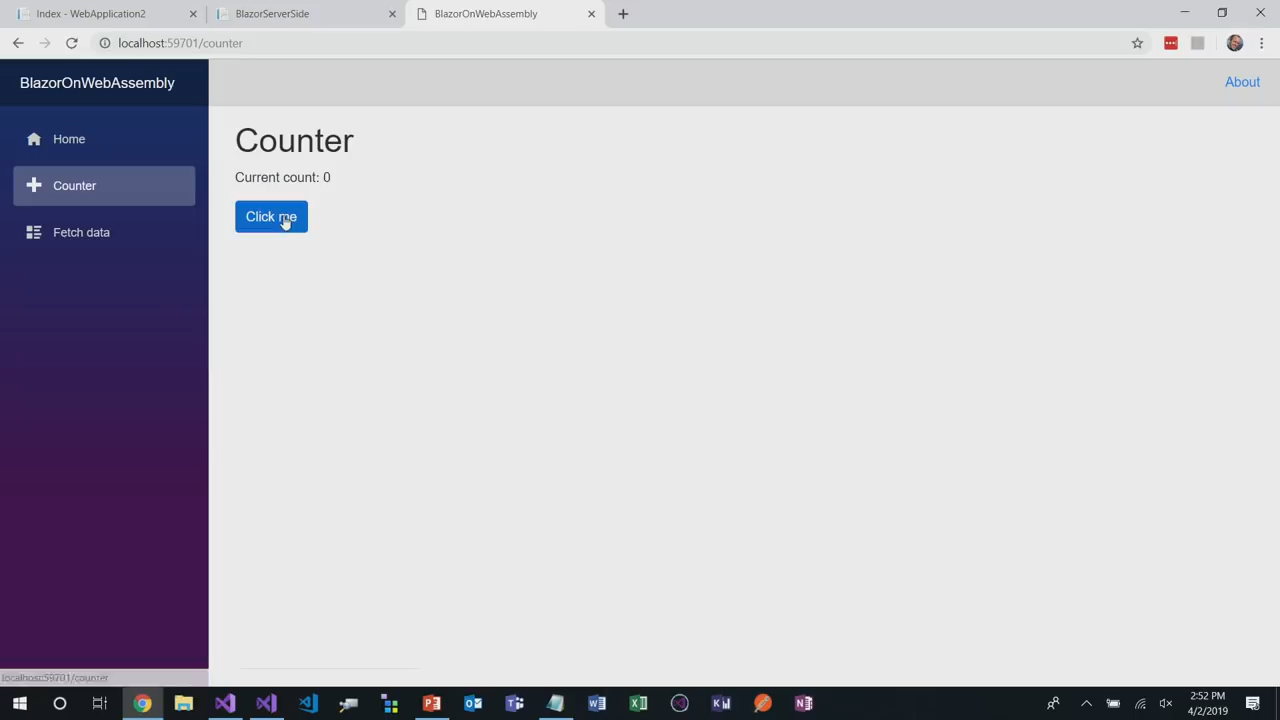 Index - WebApplication2
BlazorServerSide
BlazorOnWebAssembly
localhost:59701/counter
BlazorOnWebAssembly
About
Home
Counter
Fetch data
Counter
Current count: 0
Click me
localhost:59701/counter
2:52 PM
4/2/2019